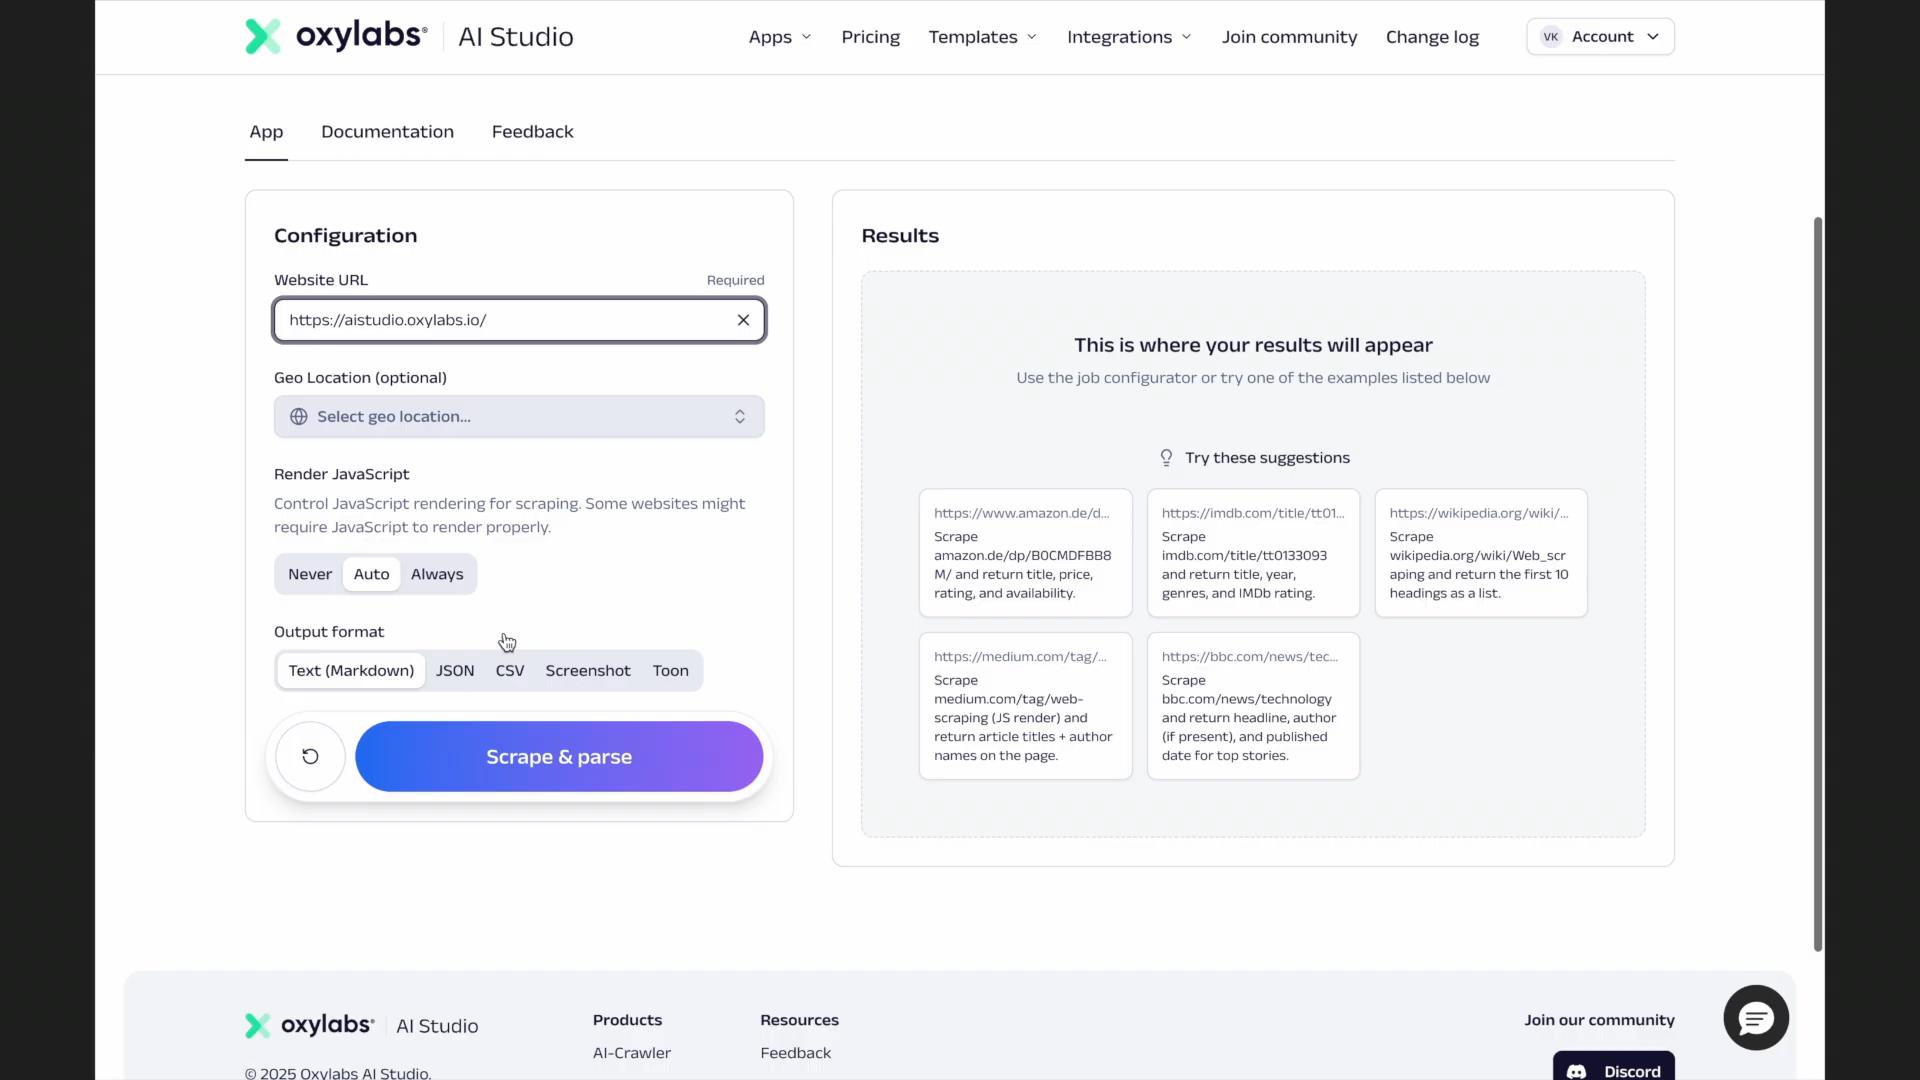 oxylabs® AI Studio
Apps
Pricing
Templates
Integrations
Join community
Change log
VK Account
App
Documentation
Feedback
Configuration
Website URL
Required
https://aistudio.oxylabs.io/
Geo Location (optional)
Select geo location...
Render JavaScript
Control JavaScript rendering for scraping. Some websites might
require JavaScript to render properly.
Never Auto Always
Output format
Text (Markdown) JSON CSV Screenshot Toon
Scrape & parse
Results
This is where your results will appear
Use the job configurator or try one of the examples listed below
Try these suggestions
https://www.amazon.de/d...
Scrape
amazon.de/dp/B0CMDFBB8
M/ and return title, price,
rating, and availability.
https://imdb.com/title/tt01...
Scrape
imdb.com/title/tt0133093
and return title, year,
genres, and IMDb rating.
https://wikipedia.org/wiki/...
Scrape
wikipedia.org/wiki/Web_scr
aping and return the first 10
headings as a list.
https://medium.com/tag/...
Scrape
medium.com/tag/web-
scraping (JS render) and
return article titles + author
names on the page.
https://bbc.com/news/tec...
Scrape
bbc.com/news/technology
and return headline, author
(if present), and published
date for top stories.
oxylabs® AI Studio
© 2025 Oxylabs AI Studio.
Products
AI-Crawler
Resources
Feedback
Join our community
Discord